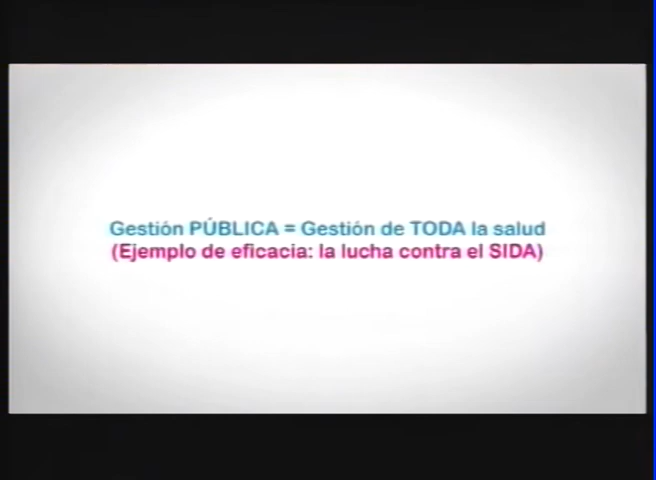 Gestión PÚBLICA = Gestión de TODA la salud
(Ejemplo de eficacia: la lucha contra el SIDA)